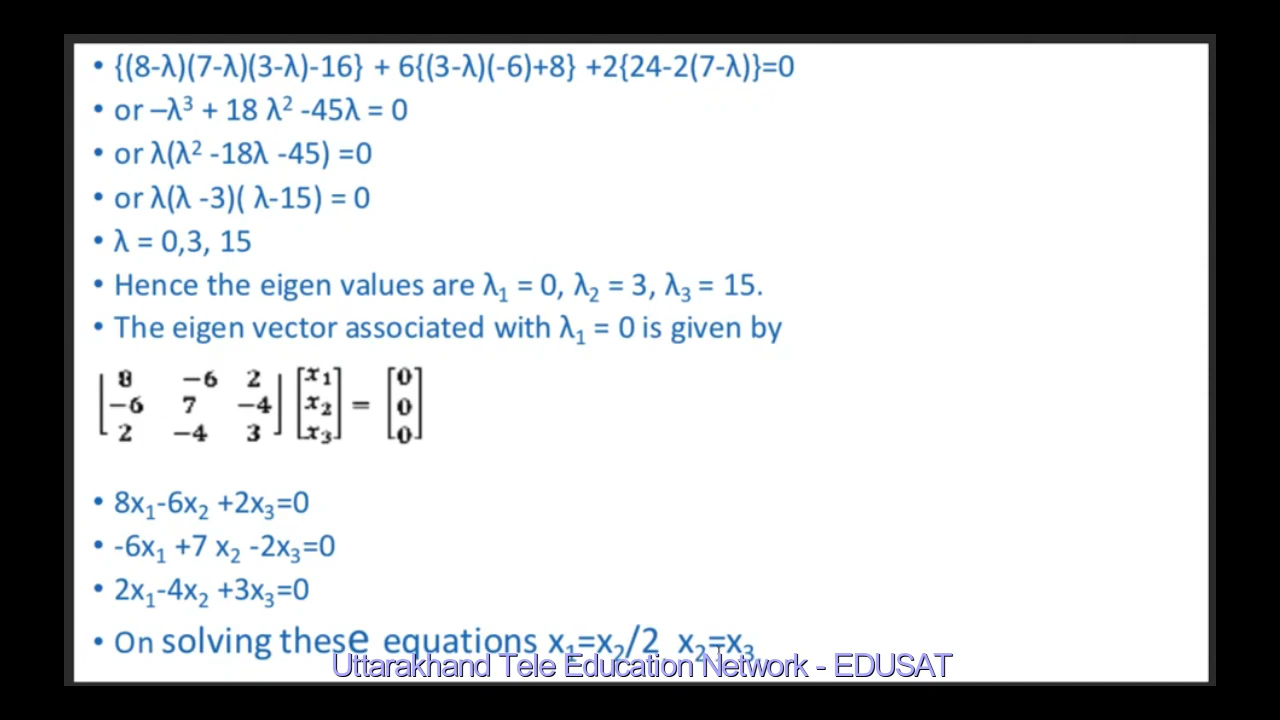 • {(8-λ)(7-λ)(3-λ)-16} + 6{(3-λ)(-6)+8} +2{24-2(7-λ)}=0
• or –λ³ + 18 λ² -45λ = 0
• or λ(λ² -18λ -45) =0
• or λ(λ -3)( λ-15) = 0
• λ = 0,3, 15
• Hence the eigen values are λ₁ = 0, λ₂ = 3, λ₃ = 15.
• The eigen vector associated with λ₁ = 0 is given by
8 −6 2 x₁ 0
−6 7 −4 x₂ = 0
2 −4 3 x₃ 0
• 8x₁-6x₂ +2x₃=0
• -6x₁ +7 x₂ -2x₃=0
• 2x₁-4x₂ +3x₃=0
• On solving these equations x₁=x₂/2 x₂=x₃
Uttarakhand Tele Education Network - EDUSAT